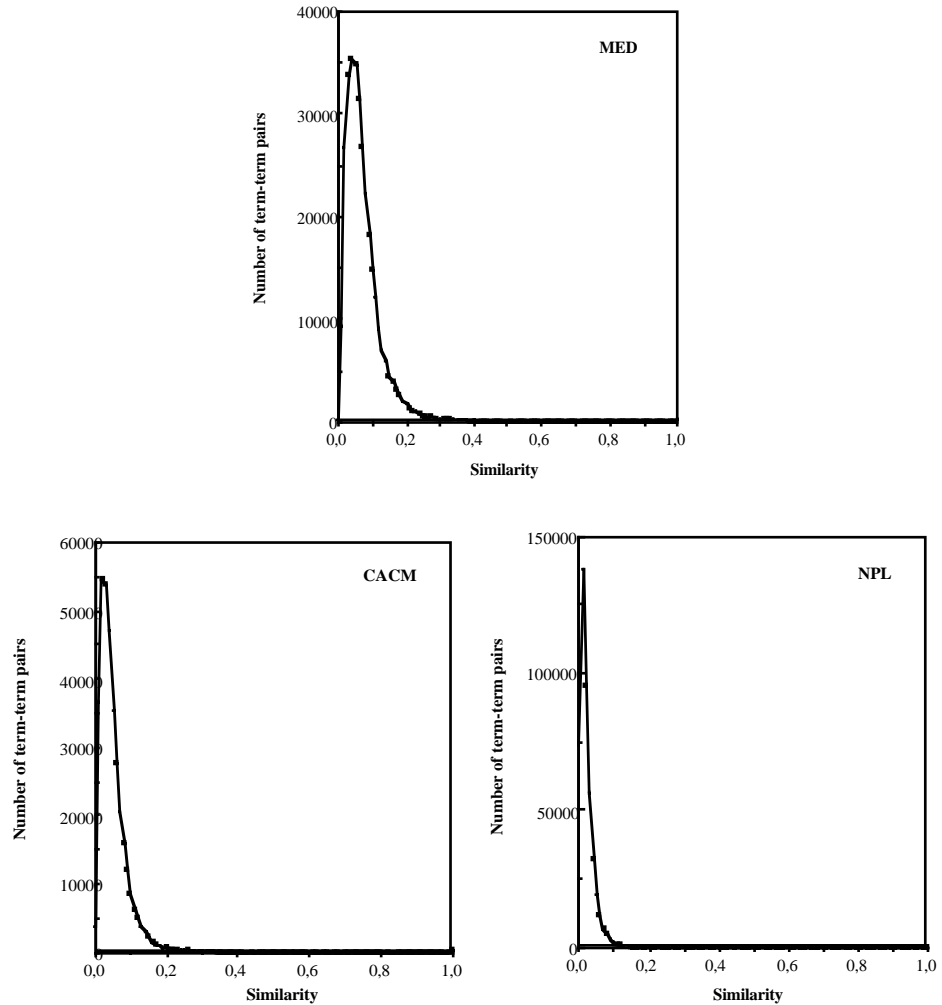 40000
MED
30000
Number of term-term pairs
20000
10000
0
0,0 0,2 0,4 0,6 0,8 1,0
Similarity
60000
CACM
50000
40000
Number of term-term pairs
30000
20000
10000
0
0,0 0,2 0,4 0,6 0,8 1,0
Similarity
150000
NPL
100000
Number of term-term pairs
50000
0
0,0 0,2 0,4 0,6 0,8 1,0
Similarity